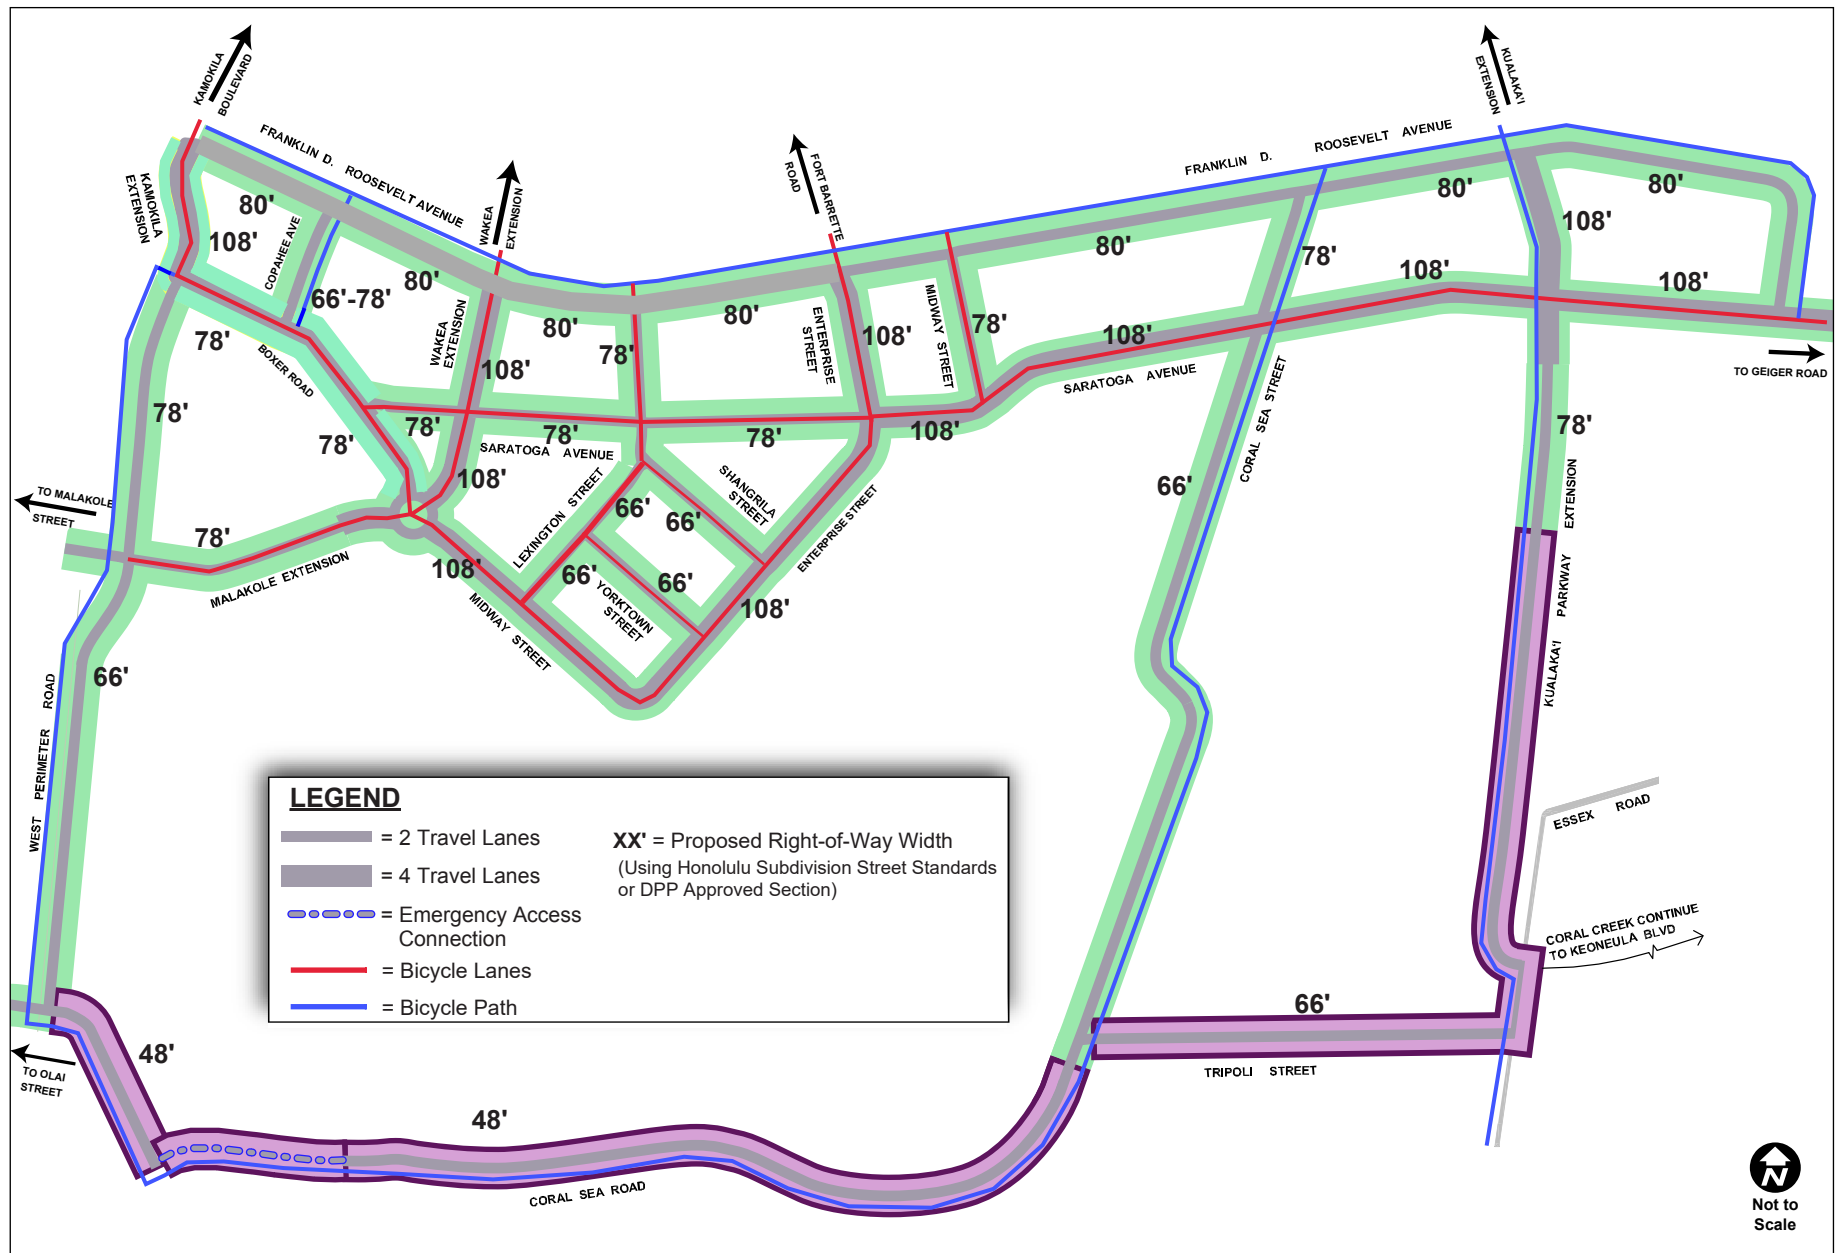 KAMOKILA
BOULEVARD
KUALAKA'I
EXTENSION
FRANKLIN D. ROOSEVELT AVENUE
FRANKLIN D. ROOSEVELT AVENUE
FORT BARRETTE
ROAD
WAKEA
EXTENSION
KAMOKILA
EXTENSION
80'
108'
COPAHEE AVE
66'-78'
80'
80'
80'
80'
80'
80'
108'
78'
108'
108'
78'
BOXER ROAD
WAKEA
EXTENSION
108'
78'
ENTERPRISE
STREET
108'
MIDWAY STREET
78'
108'
SARATOGA AVENUE
TO GEIGER ROAD
78'
78'
78'
78'
78'
108'
SARATOGA AVENUE
CORAL SEA STREET
78'
108'
TO MALAKOLE
STREET
78'
MALAKOLE EXTENSION
108'
LEXINGTON STREET
SHANGRILA
STREET
66'
66'
66'
66'
YORKTOWN
STREET
ENTERPRISE STREET
108'
MIDWAY STREET
66'
66'
WEST PERIMETER ROAD
KUALAKA'I PARKWAY EXTENSION
LEGEND
= 2 Travel Lanes
= 4 Travel Lanes
= Emergency Access
Connection
= Bicycle Lanes
= Bicycle Path
XX' = Proposed Right-of-Way Width
(Using Honolulu Subdivision Street Standards
or DPP Approved Section)
ESSEX ROAD
CORAL CREEK CONTINUE
TO KEONEULA BLVD
66'
TRIPOLI STREET
48'
TO OLAI
STREET
48'
CORAL SEA ROAD
N
Not to
Scale